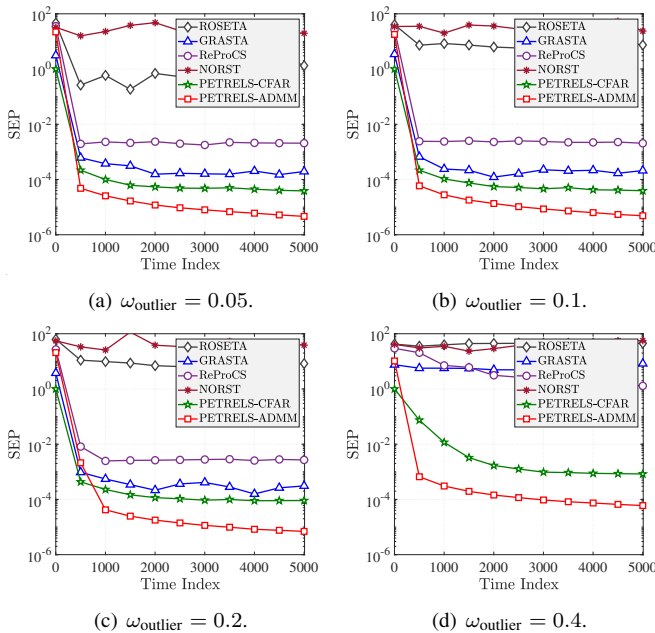 10^2
10^0
10^-2
10^-4
10^-6
SEP
ROSETA
GRASTA
ReProCS
NORST
PETRELS-CFAR
PETRELS-ADMM
0 1000 2000 3000 4000 5000
Time Index
(a) ω_outlier = 0.05.
10^2
10^0
10^-2
10^-4
10^-6
SEP
ROSETA
GRASTA
ReProCS
NORST
PETRELS-CFAR
PETRELS-ADMM
0 1000 2000 3000 4000 5000
Time Index
(b) ω_outlier = 0.1.
10^2
10^0
10^-2
10^-4
10^-6
SEP
ROSETA
GRASTA
ReProCS
NORST
PETRELS-CFAR
PETRELS-ADMM
0 1000 2000 3000 4000 5000
Time Index
(c) ω_outlier = 0.2.
10^2
10^0
10^-2
10^-4
10^-6
SEP
ROSETA
GRASTA
ReProCS
NORST
PETRELS-CFAR
PETRELS-ADMM
0 1000 2000 3000 4000 5000
Time Index
(d) ω_outlier = 0.4.